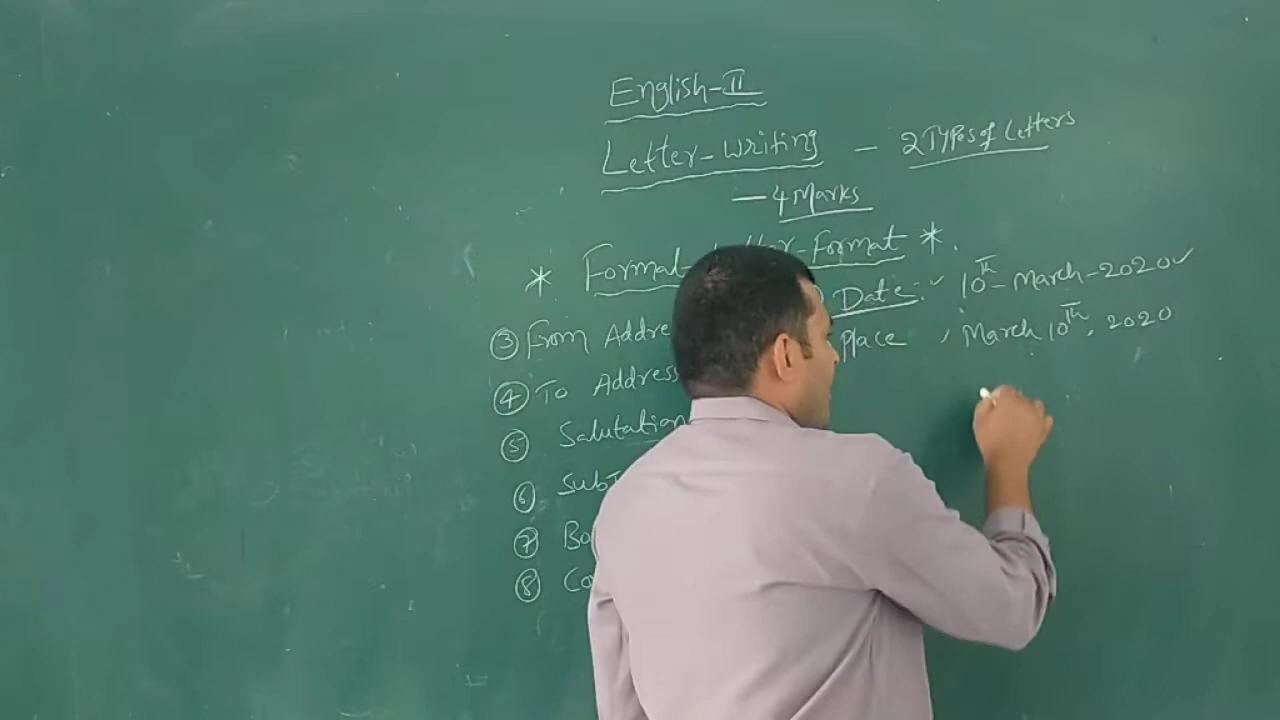 English-II
Letter-Writing - 2 Types of Letters
- 4 Marks
* Formal- -Format *
Date:- 10th-March-2020✓
Place , March 10th, 2020
③ From
④ To Address
⑤ Salutation
⑥
⑦
⑧